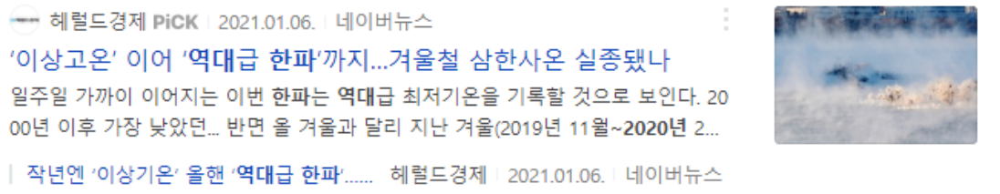 헤럴드경제 PiCK 2021.01.06. 네이버뉴스
'이상고온' 이어 '역대급 한파'까지...겨울철 삼한사온 실종됐나
일주일 가까이 이어지는 이번 한파는 역대급 최저기온을 기록할 것으로 보인다. 20
00년 이후 가장 낮았던... 반면 올 겨울과 달리 지난 겨울(2019년 11월~2020년 2...
작년엔 '이상기온' 올핸 '역대급 한파'...... 헤럴드경제 2021.01.06. 네이버뉴스